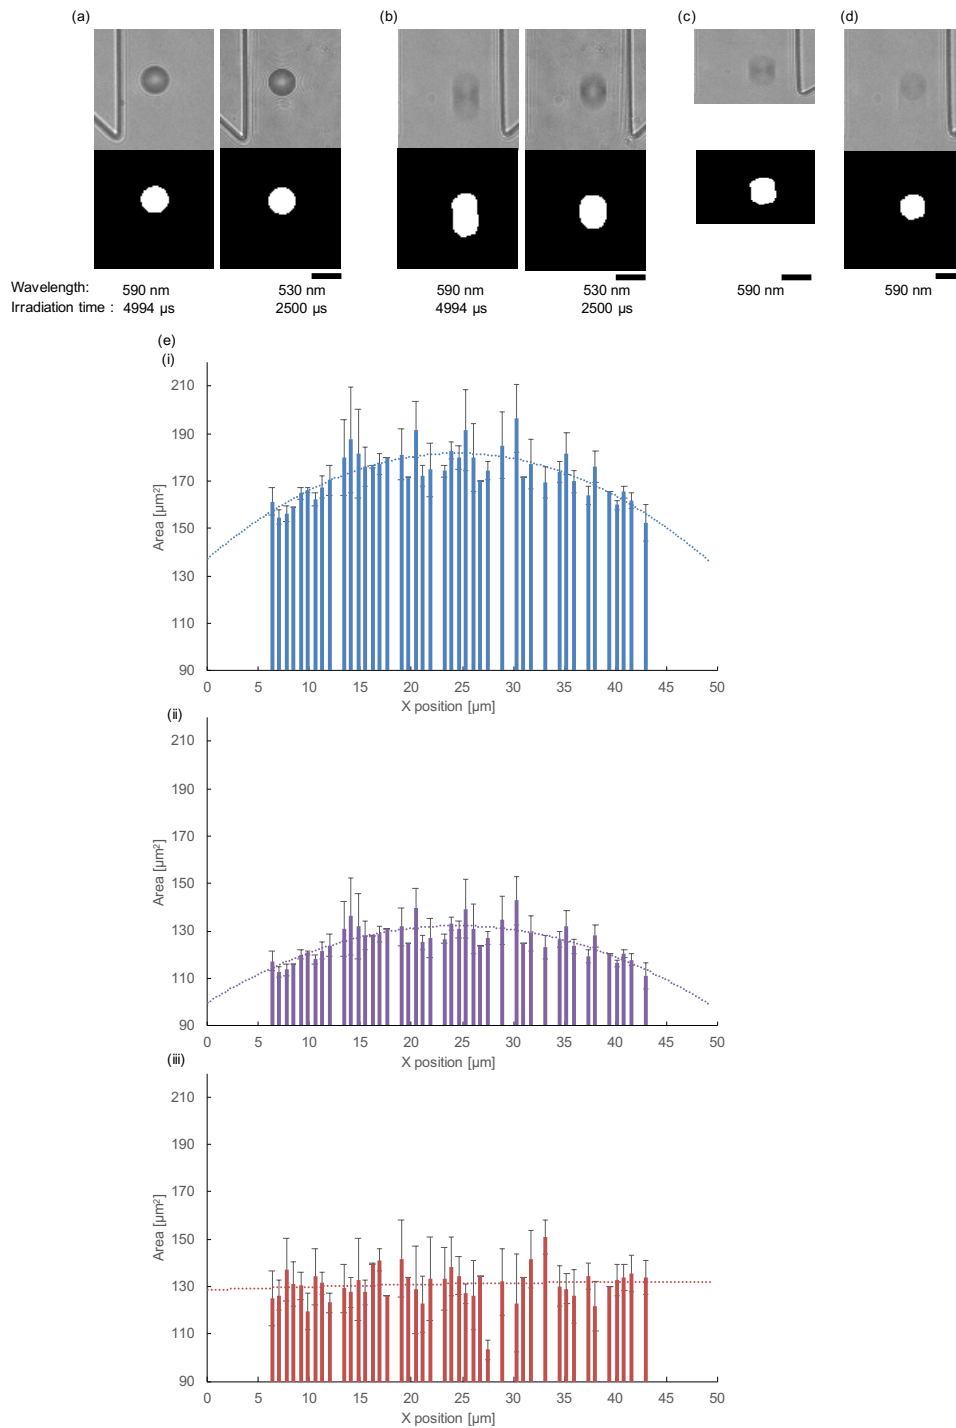 (a) (b) (c) (d)
Wavelength: 590 nm 530 nm 590 nm 530 nm 590 nm 590 nm
Irradiation time : 4994 µs 2500 µs 4994 µs 2500 µs
(e)
(i)
210
190
170
150
130
110
90
Area [µm²]
0 5 10 15 20 25 30 35 40 45 50
X position [µm]
(ii)
210
190
170
150
130
110
90
Area [µm²]
0 5 10 15 20 25 30 35 40 45 50
X position [µm]
(iii)
210
190
170
150
130
110
90
Area [µm²]
0 5 10 15 20 25 30 35 40 45 50
X position [µm]